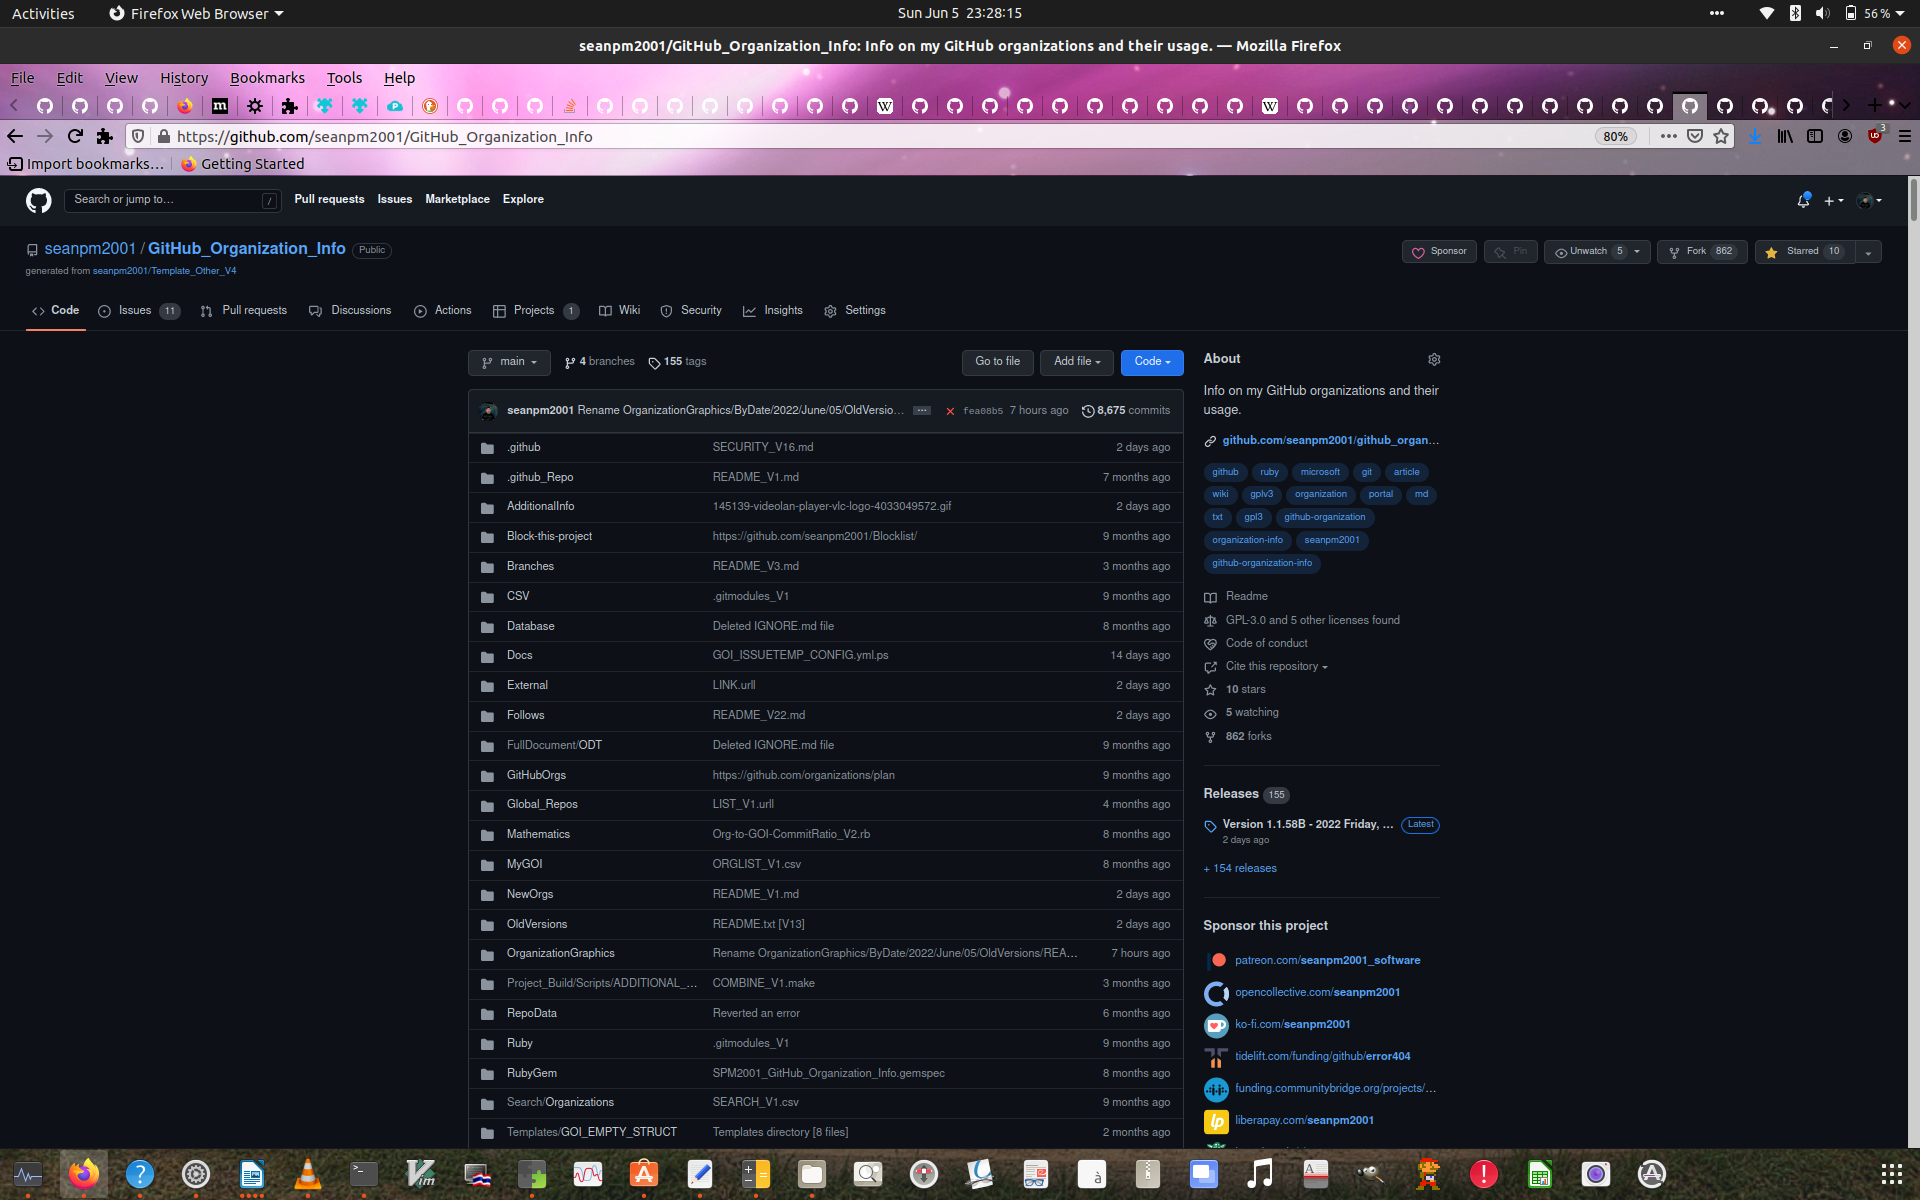 Activities
Firefox Web Browser
Sun Jun 5 23:28:15
56 %
seanpm2001/GitHub_Organization_Info: Info on my GitHub organizations and their usage. — Mozilla Firefox
File Edit View History Bookmarks Tools Help
https://github.com/seanpm2001/GitHub_Organization_Info
80%
3
Import bookmarks…
Getting Started
Search or jump to…
/
Pull requests Issues Marketplace Explore
seanpm2001 / GitHub_Organization_Info Public
Sponsor
Pin
Unwatch 5
Fork 862
Starred 10
generated from seanpm2001/Template_Other_V4
Code
Issues 11
Pull requests
Discussions
Actions
Projects 1
Wiki
Security
Insights
Settings
main
4 branches
155 tags
Go to file
Add file
Code
seanpm2001 Rename OrganizationGraphics/ByDate/2022/June/05/OldVersio… fea08b5 7 hours ago 8,675 commits
.github SECURITY_V16.md 2 days ago
.github_Repo README_V1.md 7 months ago
AdditionalInfo 145139-videolan-player-vlc-logo-4033049572.gif 2 days ago
Block-this-project https://github.com/seanpm2001/Blocklist/ 9 months ago
Branches README_V3.md 3 months ago
CSV .gitmodules_V1 9 months ago
Database Deleted IGNORE.md file 8 months ago
Docs GOI_ISSUETEMP_CONFIG.yml.ps 14 days ago
External LINK.urll 2 days ago
Follows README_V22.md 2 days ago
FullDocument/ODT Deleted IGNORE.md file 9 months ago
GitHubOrgs https://github.com/organizations/plan 9 months ago
Global_Repos LIST_V1.urll 4 months ago
Mathematics Org-to-GOI-CommitRatio_V2.rb 8 months ago
MyGOI ORGLIST_V1.csv 8 months ago
NewOrgs README_V1.md 2 days ago
OldVersions README.txt [V13] 2 days ago
OrganizationGraphics Rename OrganizationGraphics/ByDate/2022/June/05/OldVersions/REA… 7 hours ago
Project_Build/Scripts/ADDITIONAL_… COMBINE_V1.make 3 months ago
RepoData Reverted an error 6 months ago
Ruby .gitmodules_V1 9 months ago
RubyGem SPM2001_GitHub_Organization_Info.gemspec 8 months ago
Search/Organizations SEARCH_V1.csv 9 months ago
Templates/GOI_EMPTY_STRUCT Templates directory [8 files] 2 months ago
About
Info on my GitHub organizations and their
usage.
github.com/seanpm2001/github_organ…
github ruby microsoft git article
wiki gplv3 organization portal md
txt gpl3 github-organization
organization-info seanpm2001
github-organization-info
Readme
GPL-3.0 and 5 other licenses found
Code of conduct
Cite this repository
10 stars
5 watching
862 forks
Releases 155
Version 1.1.58B - 2022 Friday, … Latest
2 days ago
+ 154 releases
Sponsor this project
patreon.com/seanpm2001_software
opencollective.com/seanpm2001
ko-fi.com/seanpm2001
tidelift.com/funding/github/error404
funding.communitybridge.org/projects/…
lp
liberapay.com/seanpm2001